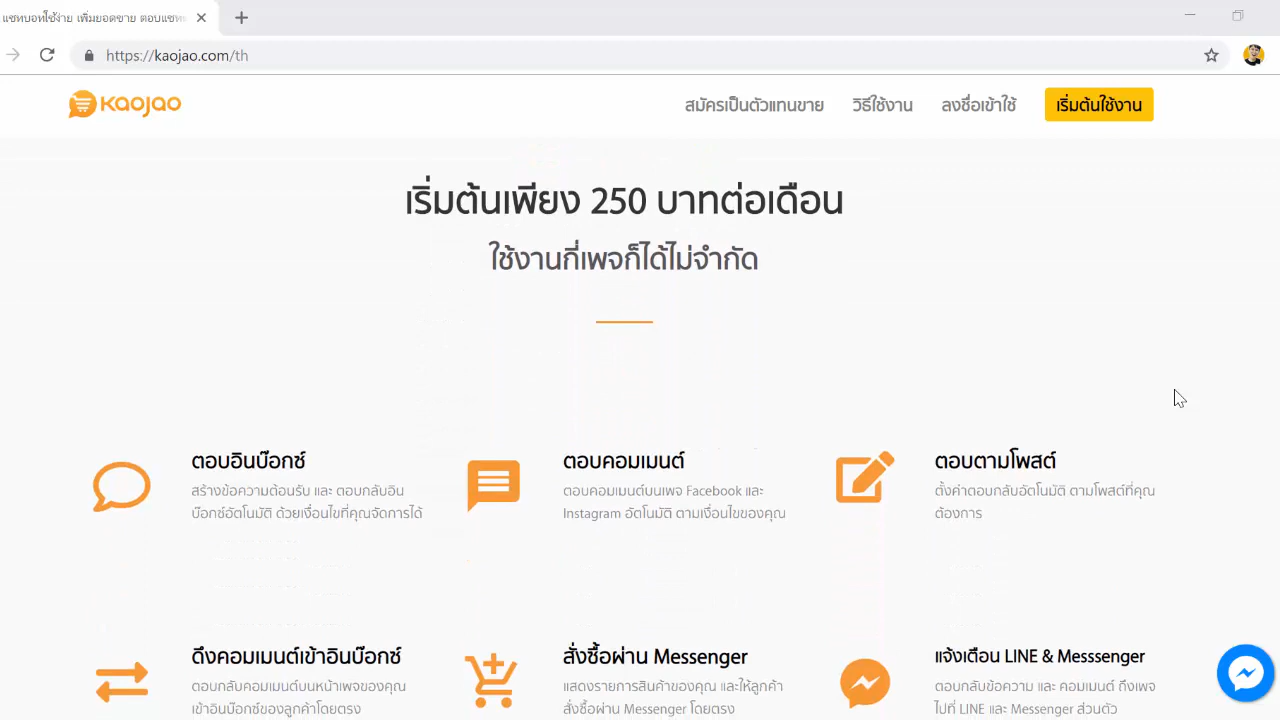 แชทบอทใช้ง่าย เพิ่มยอดขาย ตอบแชท
https://kaojao.com/th
kaojao
สมัครเป็นตัวแทนขาย วิธีใช้งาน ลงชื่อเข้าใช้ เริ่มต้นใช้งาน
เริ่มต้นเพียง 250 บาทต่อเดือน
ใช้งานกี่เพจก็ได้ไม่จำกัด
ตอบอินบ๊อกซ์
สร้างข้อความต้อนรับ และ ตอบกลับอิน
บ๊อกซ์อัตโนมัติ ด้วยเงื่อนไขที่คุณจัดการได้
ตอบคอมเมนต์
ตอบคอมเมนต์บนเพจ Facebook และ
Instagram อัตโนมัติ ตามเงื่อนไขของคุณ
ตอบตามโพสต์
ตั้งค่าตอบกลับอัตโนมัติ ตามโพสต์ที่คุณ
ต้องการ
ดึงคอมเมนต์เข้าอินบ๊อกซ์
ตอบกลับคอมเมนต์บนหน้าเพจของคุณ
เข้าอินบ๊อกซ์ของลูกค้าโดยตรง
สั่งซื้อผ่าน Messenger
แสดงรายการสินค้าของคุณ และให้ลูกค้า
สั่งซื้อผ่าน Messenger โดยตรง
แจ้งเตือน LINE & Messsenger
ตอบกลับข้อความ และ คอมเมนต์ ถึงเพจ
ไปที่ LINE และ Messenger ส่วนตัว